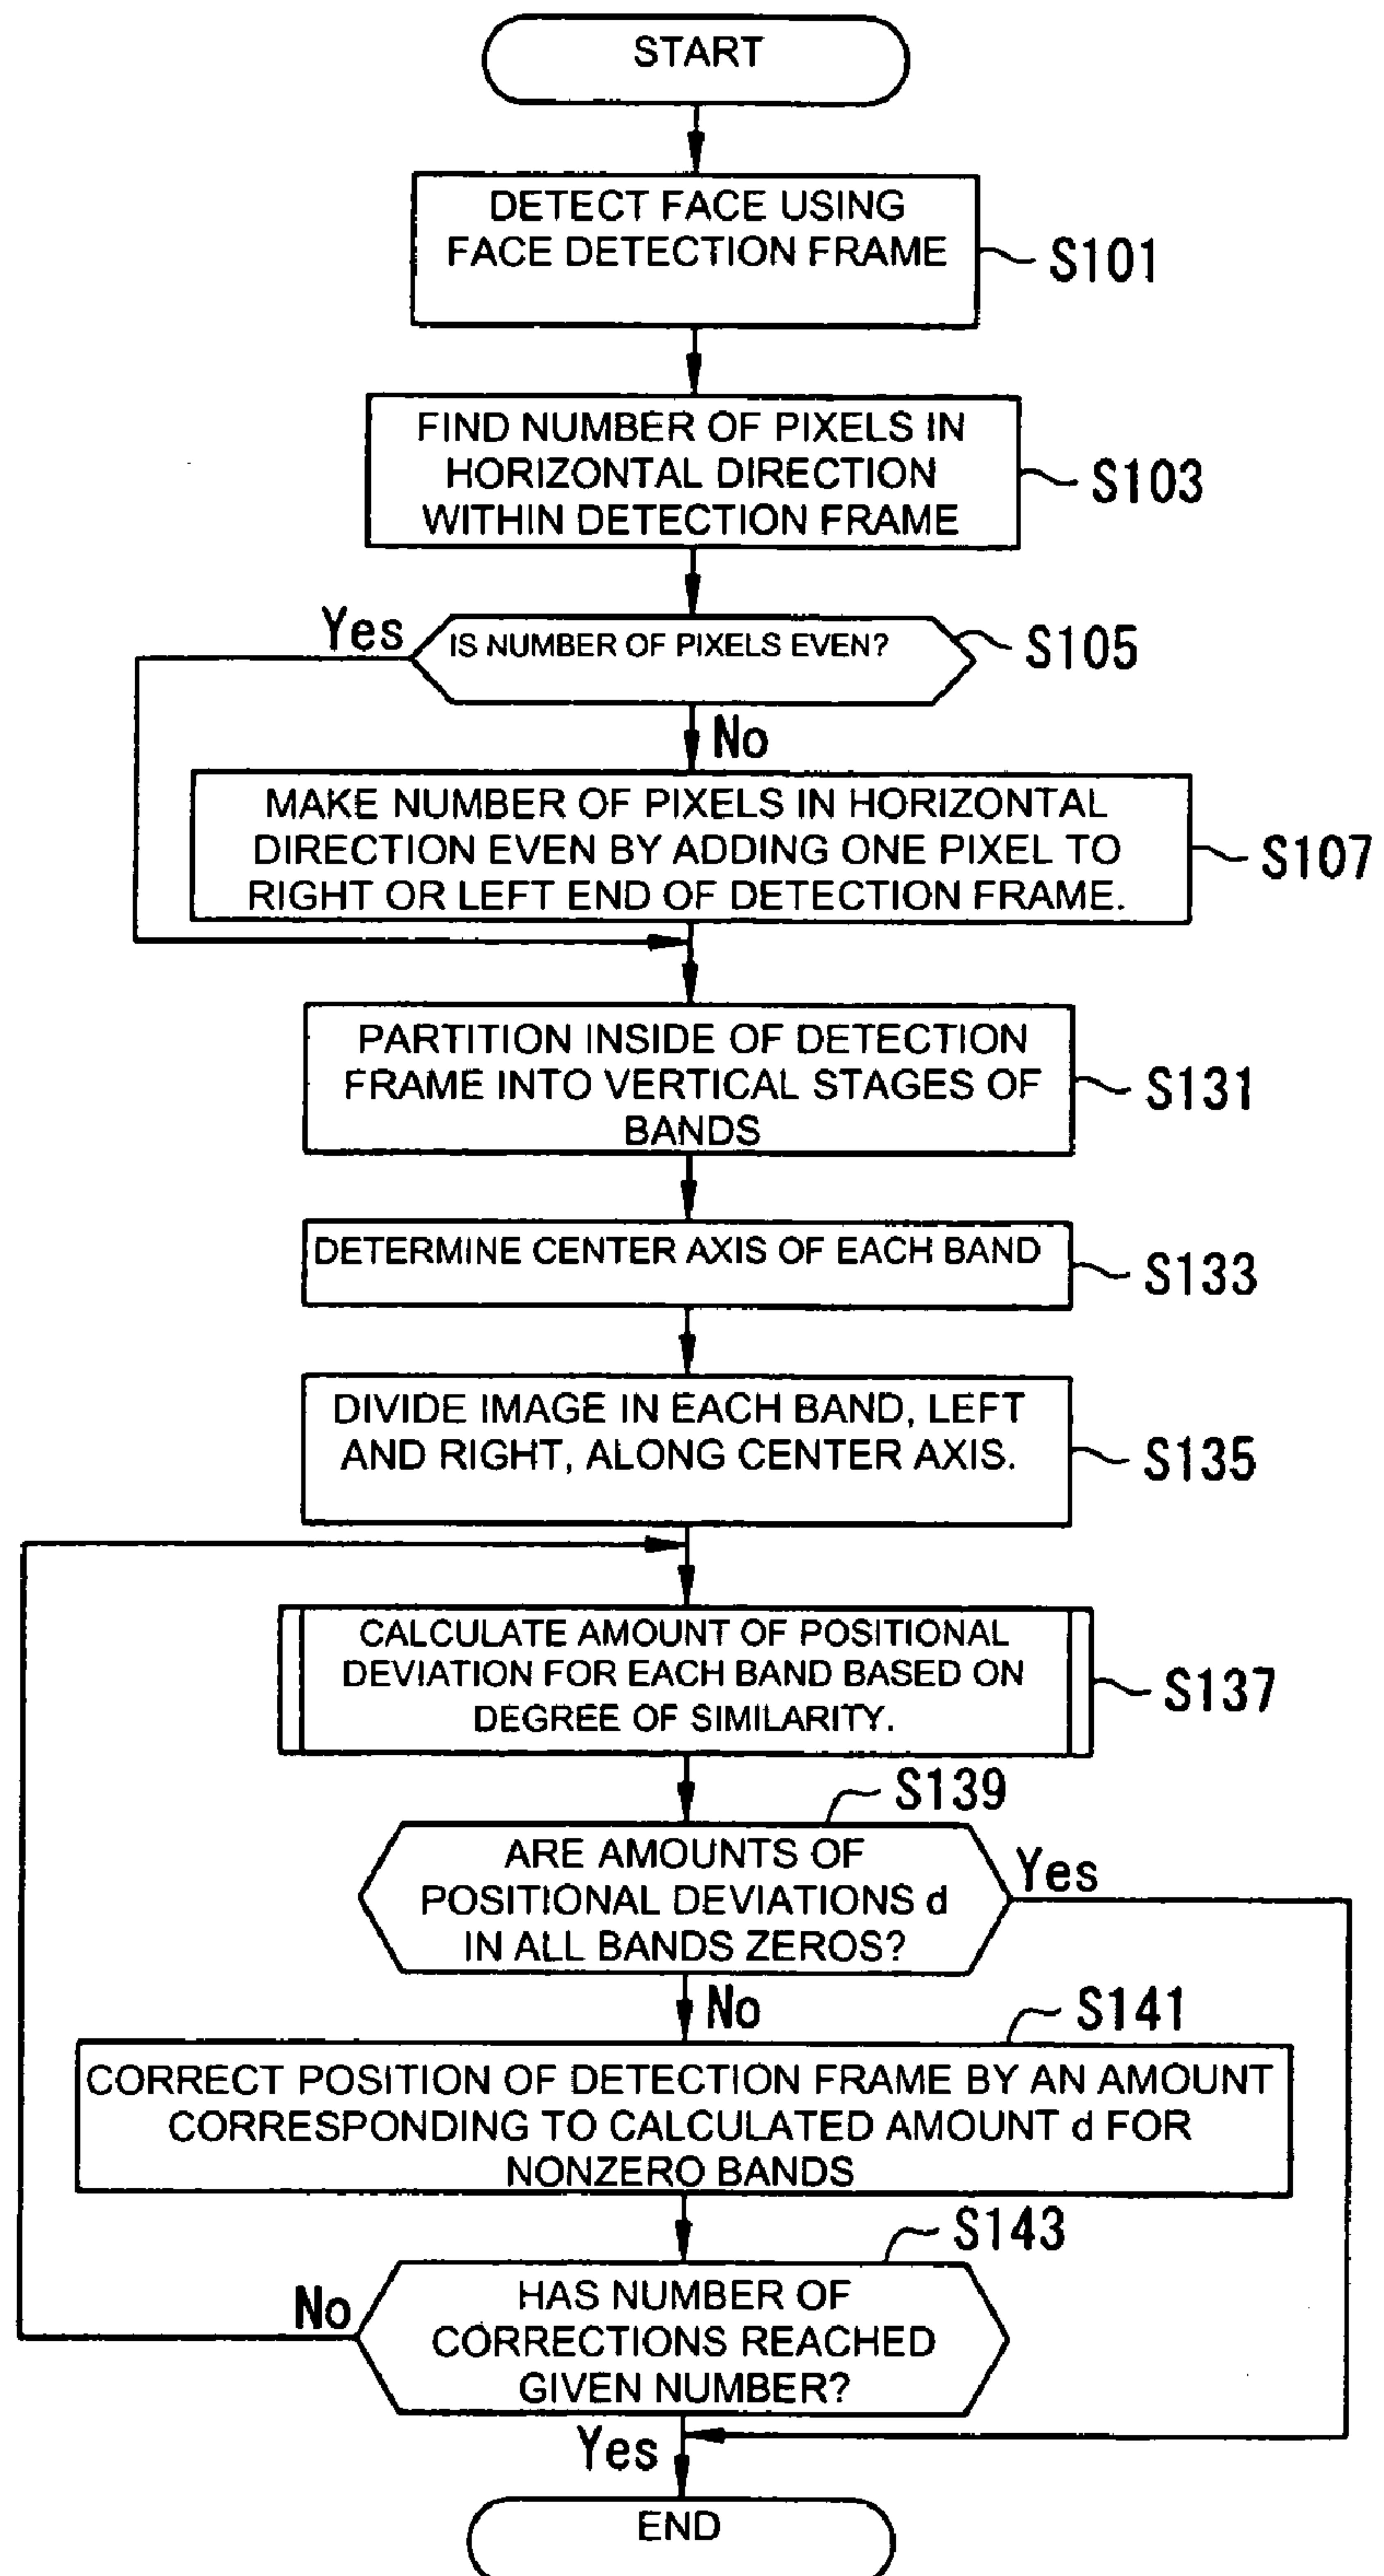 START
DETECT FACE USING
FACE DETECTION FRAME
S101
FIND NUMBER OF PIXELS IN
HORIZONTAL DIRECTION
WITHIN DETECTION FRAME
S103
Yes
IS NUMBER OF PIXELS EVEN?
S105
No
MAKE NUMBER OF PIXELS IN HORIZONTAL
DIRECTION EVEN BY ADDING ONE PIXEL TO
RIGHT OR LEFT END OF DETECTION FRAME.
S107
PARTITION INSIDE OF DETECTION
FRAME INTO VERTICAL STAGES OF
BANDS
S131
DETERMINE CENTER AXIS OF EACH BAND
S133
DIVIDE IMAGE IN EACH BAND, LEFT
AND RIGHT, ALONG CENTER AXIS.
S135
CALCULATE AMOUNT OF POSITIONAL
DEVIATION FOR EACH BAND BASED ON
DEGREE OF SIMILARITY.
S137
S139
ARE AMOUNTS OF
POSITIONAL DEVIATIONS d
IN ALL BANDS ZEROS?
Yes
No
S141
CORRECT POSITION OF DETECTION FRAME BY AN AMOUNT
CORRESPONDING TO CALCULATED AMOUNT d FOR
NONZERO BANDS
S143
No
HAS NUMBER OF
CORRECTIONS REACHED
GIVEN NUMBER?
Yes
END